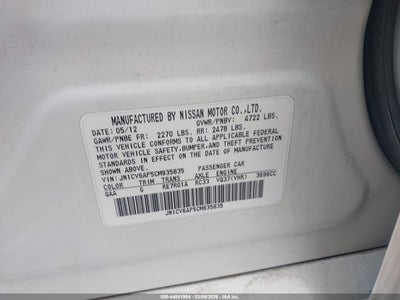 MANUFACTURED BY NISSAN MOTOR CO., LTD.
DATE: 05/12 GVWR/PNBV: 4722 LBS.
GAWR/PNBE FR: 2270 LBS. RR: 2478 LBS.
THIS VEHICLE CONFORMS TO ALL APPLICABLE FEDERAL
MOTOR VEHICLE SAFETY, BUMPER, AND THEFT PREVENTION
STANDARDS IN EFFECT ON THE DATE OF MANUFACTURE
SHOWN ABOVE.
VIN: JN1CV6AP5CM935835 PASSENGER CAR
COLOR TRIM TRANS AXLE ENGINE
QAA G RE7R01A RC33 VQ37(VHR) 3696CC
JN1CV6AP5CM935835